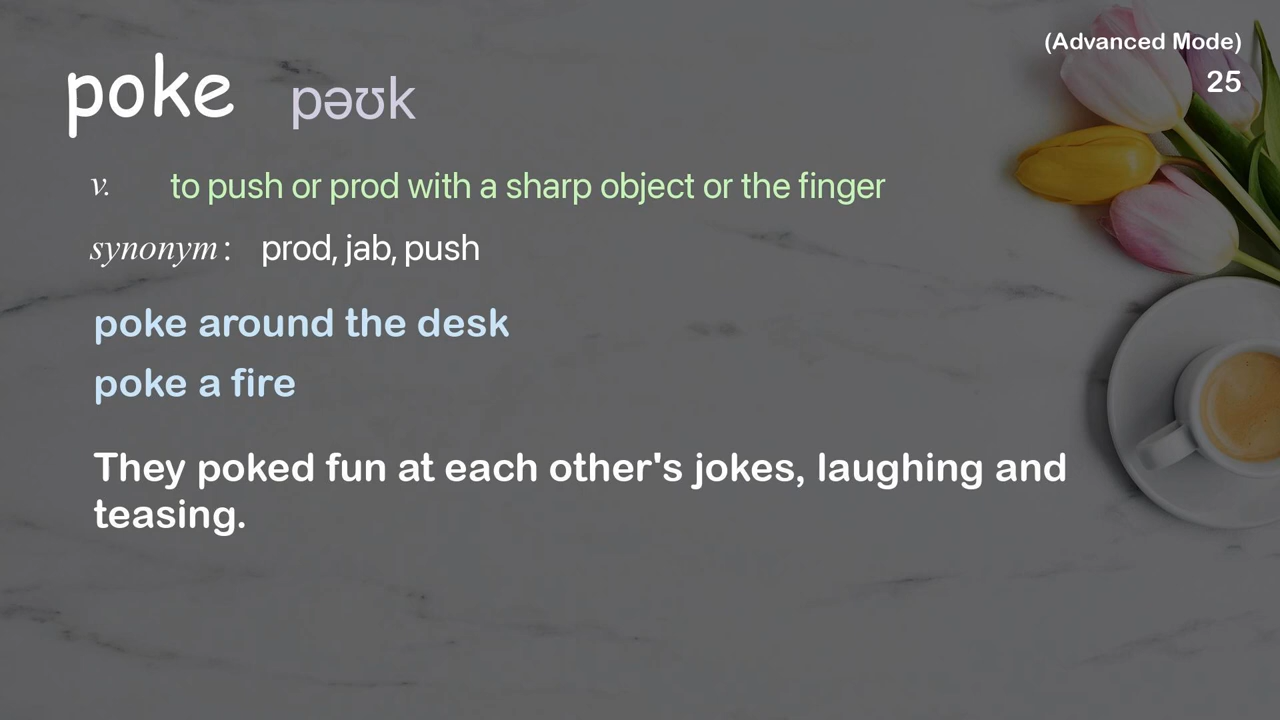 (Advanced Mode)
25
poke pəʊk
v. to push or prod with a sharp object or the finger
synonym : prod, jab, push
poke around the desk
poke a fire
They poked fun at each other's jokes, laughing and
teasing.